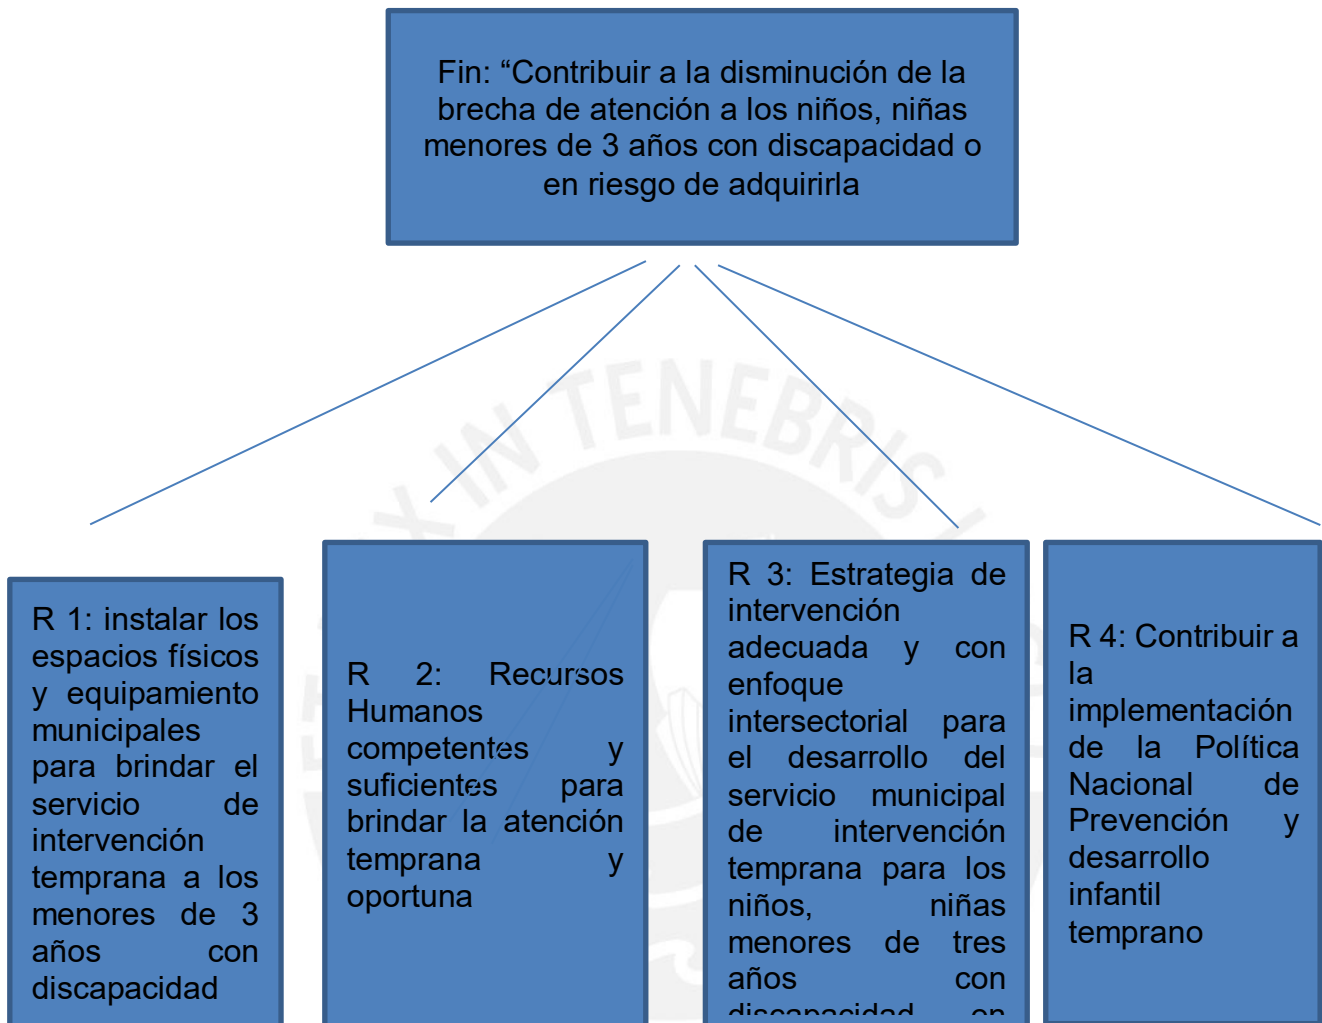 Fin: “Contribuir a la disminución de la
brecha de atención a los niños, niñas
menores de 3 años con discapacidad o
en riesgo de adquirirla
TENEBRIS
IN
R 1: instalar los
espacios físicos
y equipamiento
municipales
para brindar el
servicio de
intervención
temprana a los
menores de 3
años con
discapacidad
R 2: Recursos
Humanos
competentes y
suficientes para
brindar la atención
temprana y
oportuna
R 3: Estrategia de
intervención
adecuada y con
enfoque
intersectorial para
el desarrollo del
servicio municipal
de intervención
temprana para los
niños, niñas
menores de tres
años con
discapacidad en
R 4: Contribuir a
la
implementación
de la Política
Nacional de
Prevención y
desarrollo
infantil
temprano